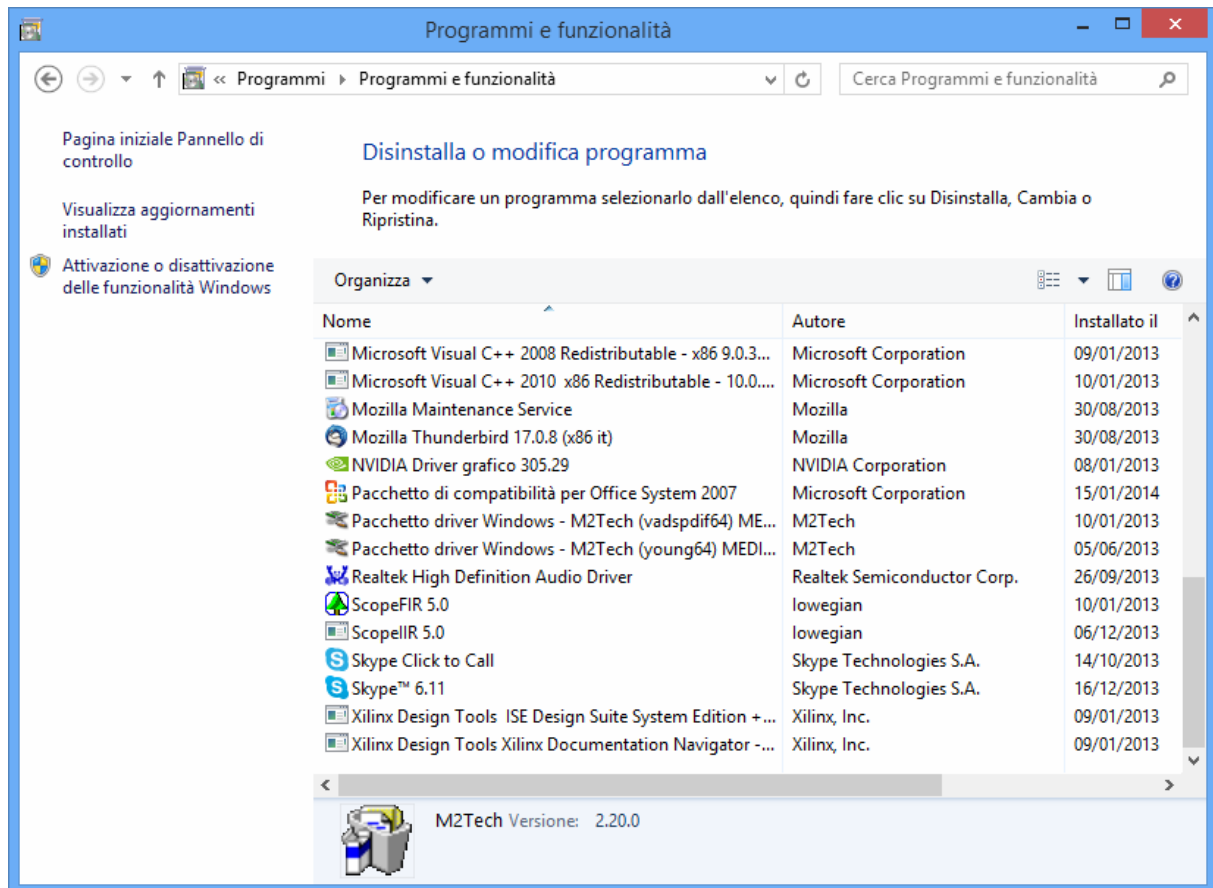 Programmi e funzionalità
« Programmi Programmi e funzionalità
Cerca Programmi e funzionalità
Pagina iniziale Pannello di
controllo
Visualizza aggiornamenti
installati
Attivazione o disattivazione
delle funzionalità Windows
Disinstalla o modifica programma
Per modificare un programma selezionarlo dall'elenco, quindi fare clic su Disinstalla, Cambia o
Ripristina.
Organizza
Nome Autore Installato il
Microsoft Visual C++ 2008 Redistributable - x86 9.0.3... Microsoft Corporation 09/01/2013
Microsoft Visual C++ 2010 x86 Redistributable - 10.0.... Microsoft Corporation 10/01/2013
Mozilla Maintenance Service Mozilla 30/08/2013
Mozilla Thunderbird 17.0.8 (x86 it) Mozilla 30/08/2013
NVIDIA Driver grafico 305.29 NVIDIA Corporation 08/01/2013
Pacchetto di compatibilità per Office System 2007 Microsoft Corporation 15/01/2014
Pacchetto driver Windows - M2Tech (vadspdif64) ME... M2Tech 10/01/2013
Pacchetto driver Windows - M2Tech (young64) MEDI... M2Tech 05/06/2013
Realtek High Definition Audio Driver Realtek Semiconductor Corp. 26/09/2013
ScopeFIR 5.0 Iowegian 10/01/2013
ScopeIIR 5.0 Iowegian 06/12/2013
Skype Click to Call Skype Technologies S.A. 14/10/2013
Skype™ 6.11 Skype Technologies S.A. 16/12/2013
Xilinx Design Tools ISE Design Suite System Edition +... Xilinx, Inc. 09/01/2013
Xilinx Design Tools Xilinx Documentation Navigator -... Xilinx, Inc. 09/01/2013
M2Tech Versione: 2.20.0